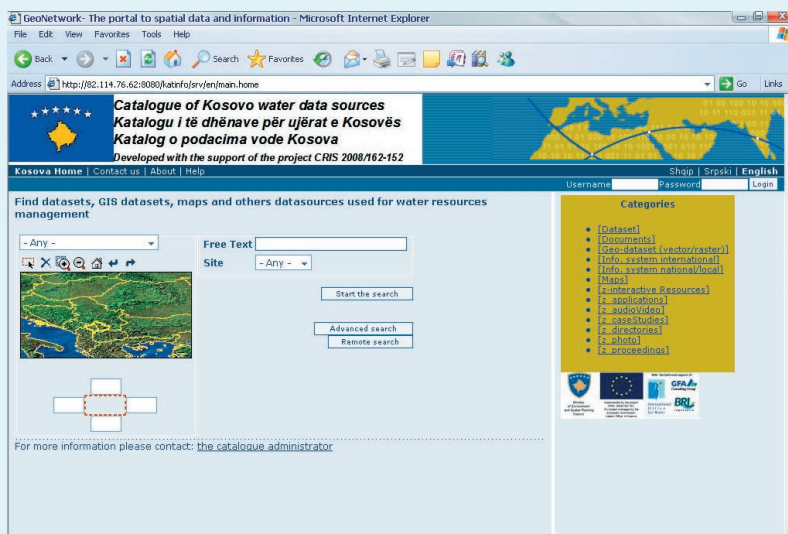 GeoNetwork- The portal to spatial data and information - Microsoft Internet Explorer
File Edit View Favorites Tools Help
Back Search Favorites
Address http://82.114.76.62:8080/katinfo/srv/en/main.home Go Links
Catalogue of Kosovo water data sources
Katalogu i të dhënave për ujërat e Kosovës
Katalog o podacima vode Kosova
Developed with the support of the project CRIS 2008/162-152
Kosova Home | Contact us | About | Help
Shqip | Srpski | English
Username Password Login
Find datasets, GIS datasets, maps and others datasources used for water resources
management
- Any -
Free Text
Site - Any -
Start the search
Advanced search
Remote search
Categories
[Dataset]
[Documents]
[Geo-dataset (vector/raster)]
[Info. system international]
[Info. system national/local]
[Maps]
[z-interactive Resources]
[z_applications]
[z_audioVideo]
[z_caseStudies]
[z_directories]
[z_photo]
[z_proceedings]
GFA
BRL
For more information please contact: the catalogue administrator